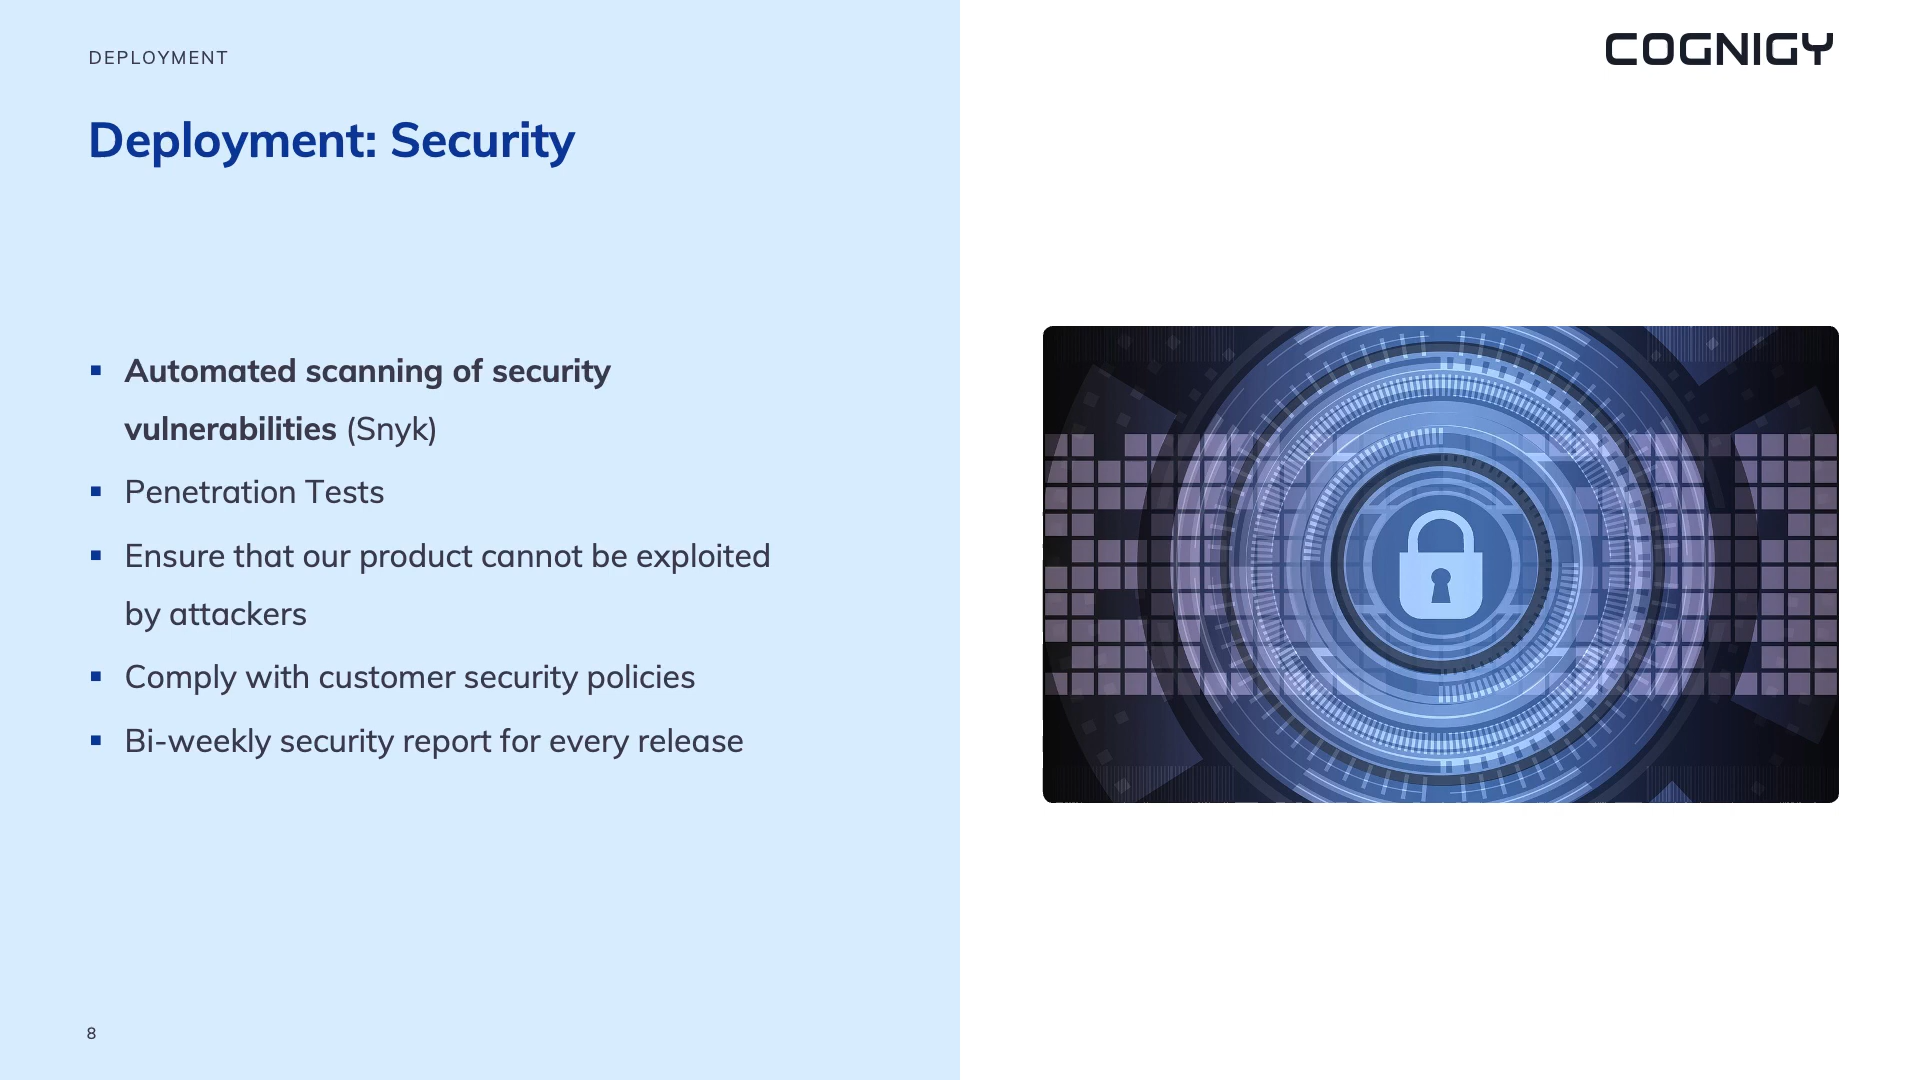 DEPLOYMENT
COGNIGY
Deployment: Security
▪ Automated scanning of security
vulnerabilities (Snyk)
▪ Penetration Tests
▪ Ensure that our product cannot be exploited
by attackers
▪ Comply with customer security policies
▪ Bi-weekly security report for every release
8